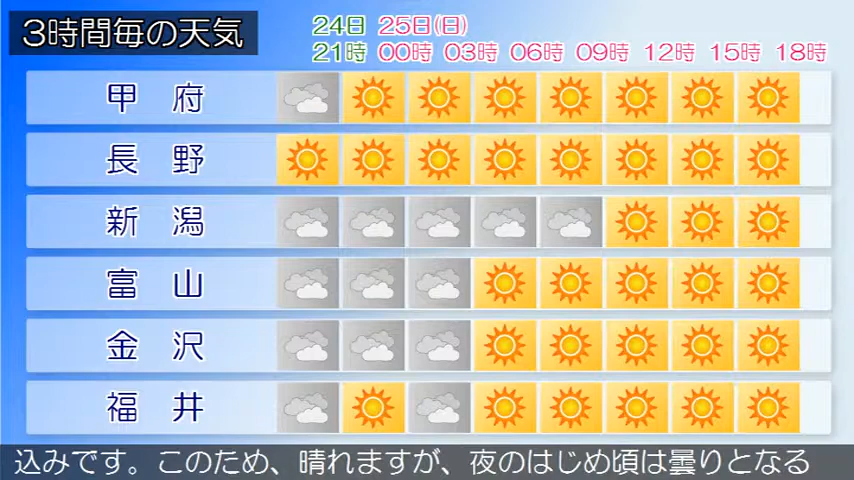 3時間毎の天気
24日 25日(日)
21時 00時 03時 06時 09時 12時 15時 18時
甲 府
長 野
新 潟
富 山
金 沢
福 井
込みです。このため、晴れますが、夜のはじめ頃は曇りとなる